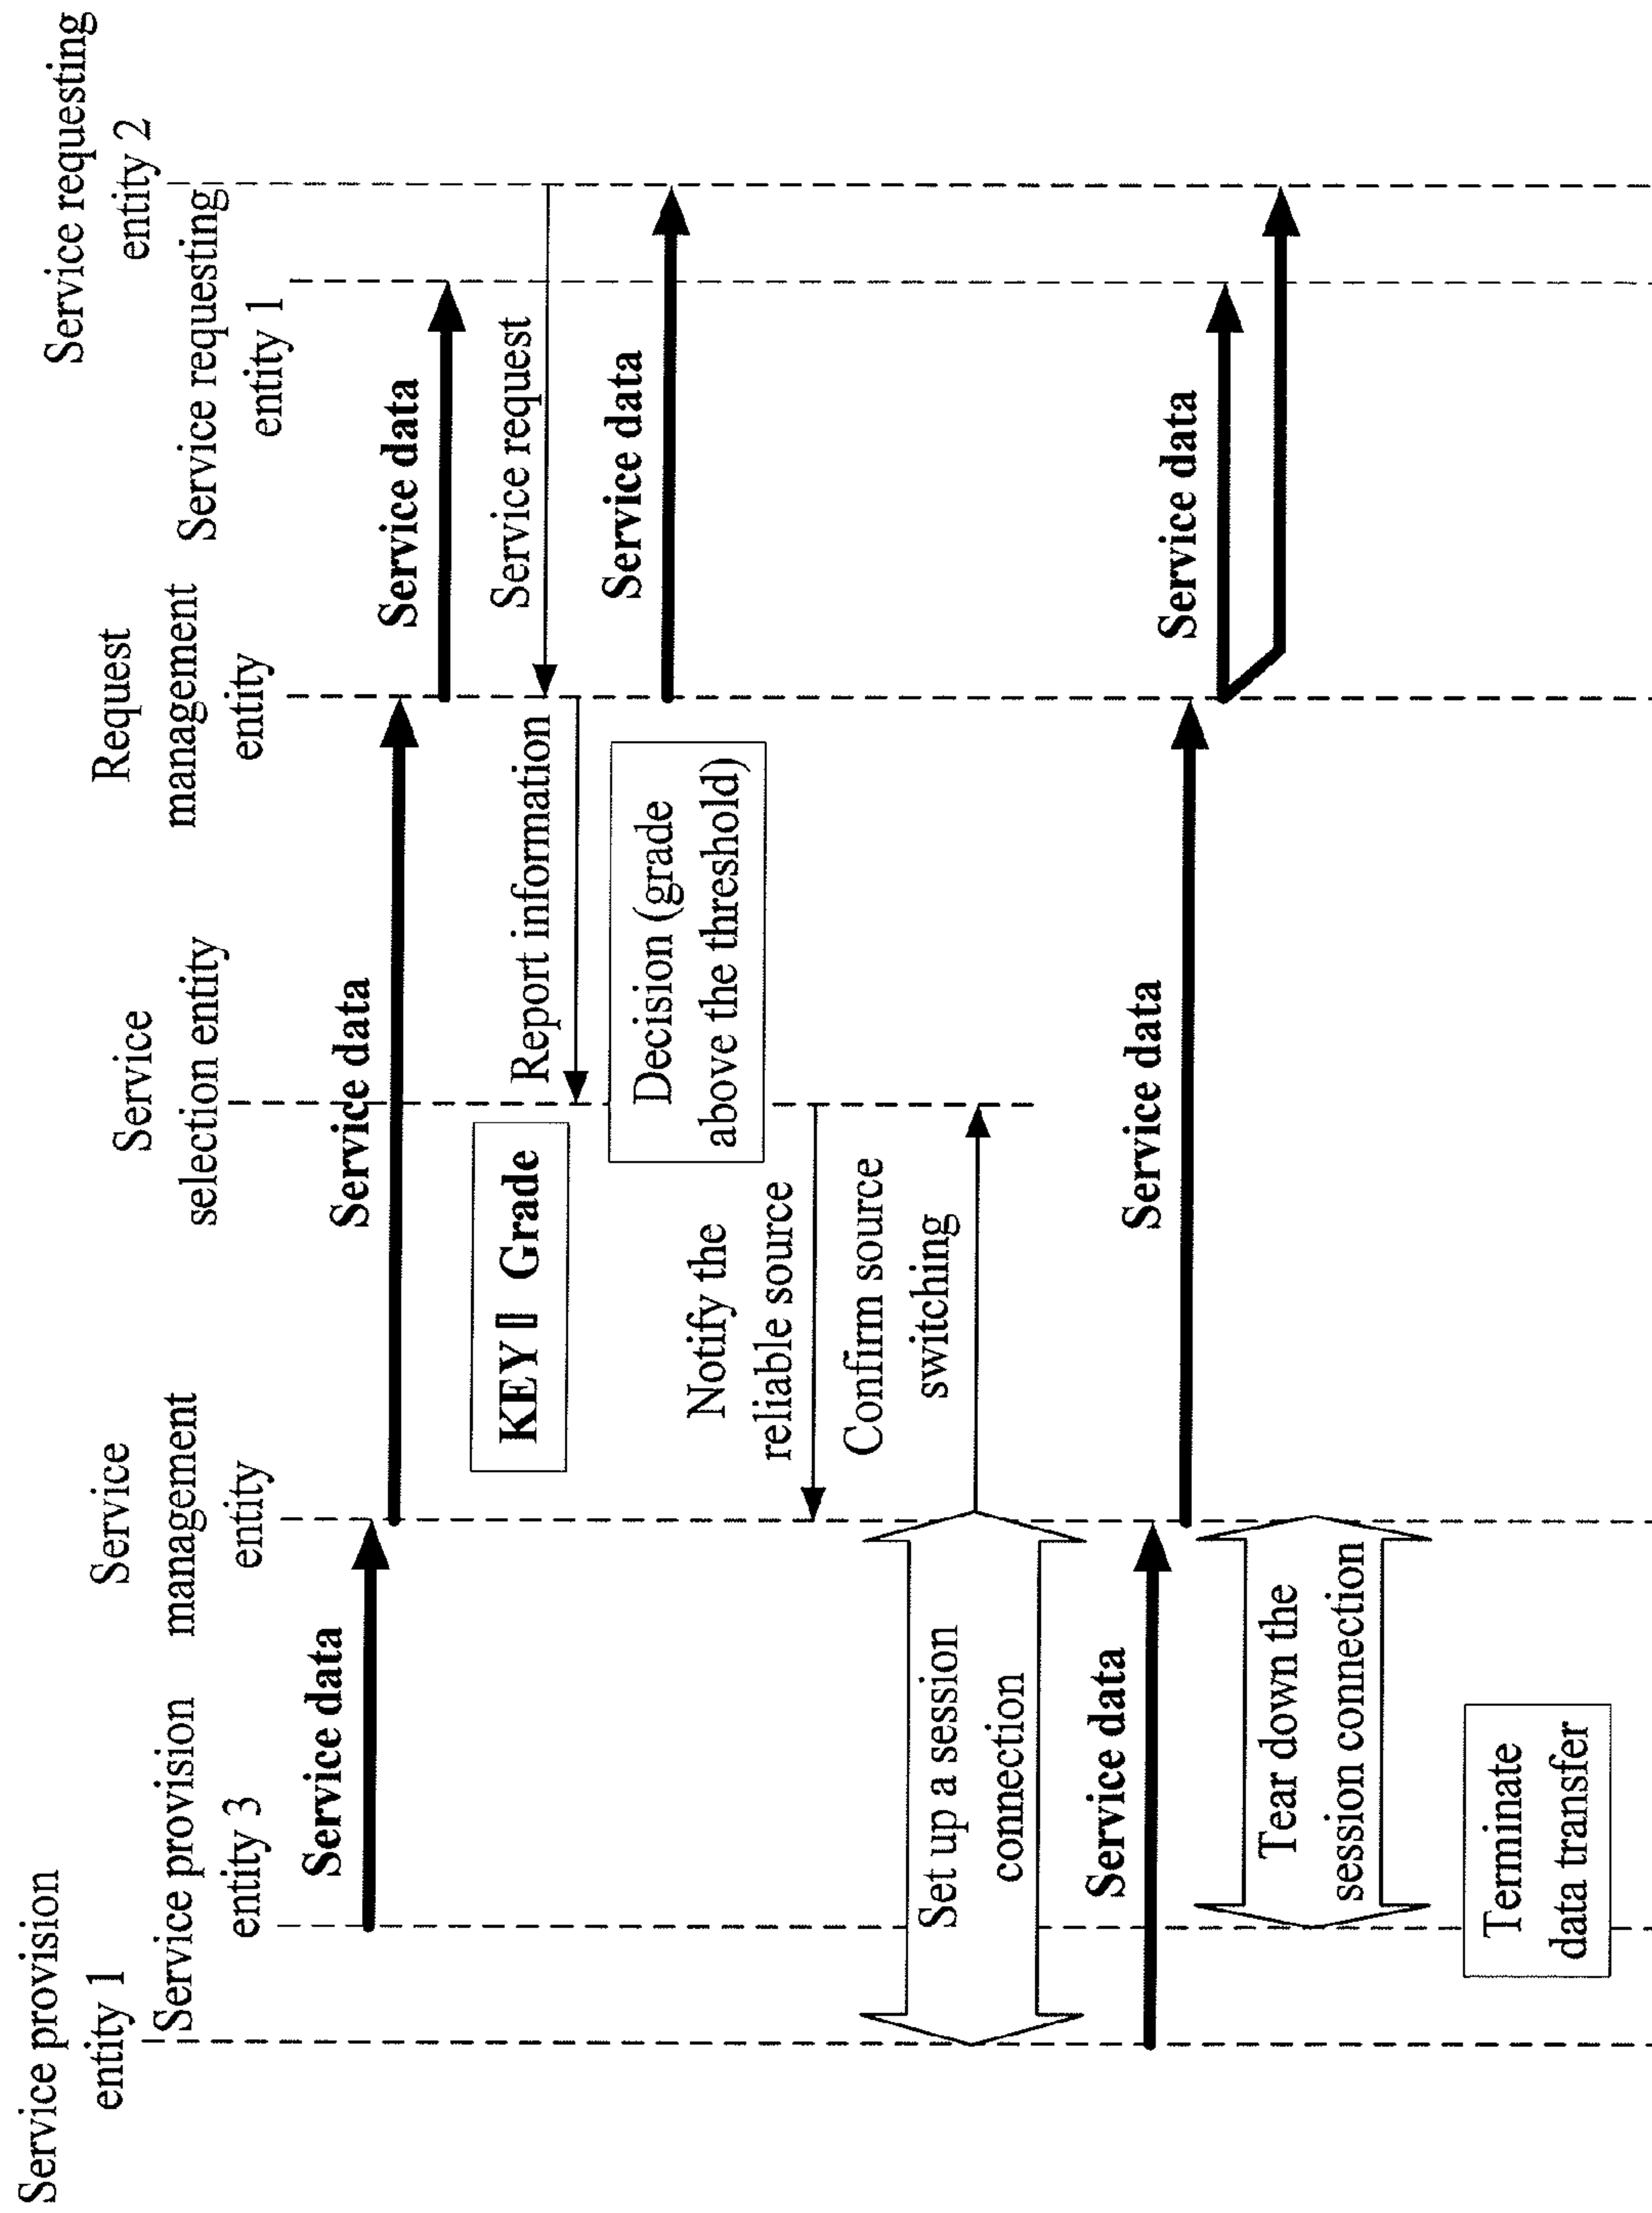 Service provision
entity 1
Service provision
entity 3
Service
management
entity
Service
selection entity
Request
management
entity
Service requesting
entity 1
Service requesting
entity 2
Service data
Service data
Service data
KEY Grade
Service request
Report information
Service data
Decision (grade
above the threshold)
Notify the
reliable source
Confirm source
switching
Set up a session
connection
Service data
Service data
Service data
Tear down the
session connection
Terminate
data transfer